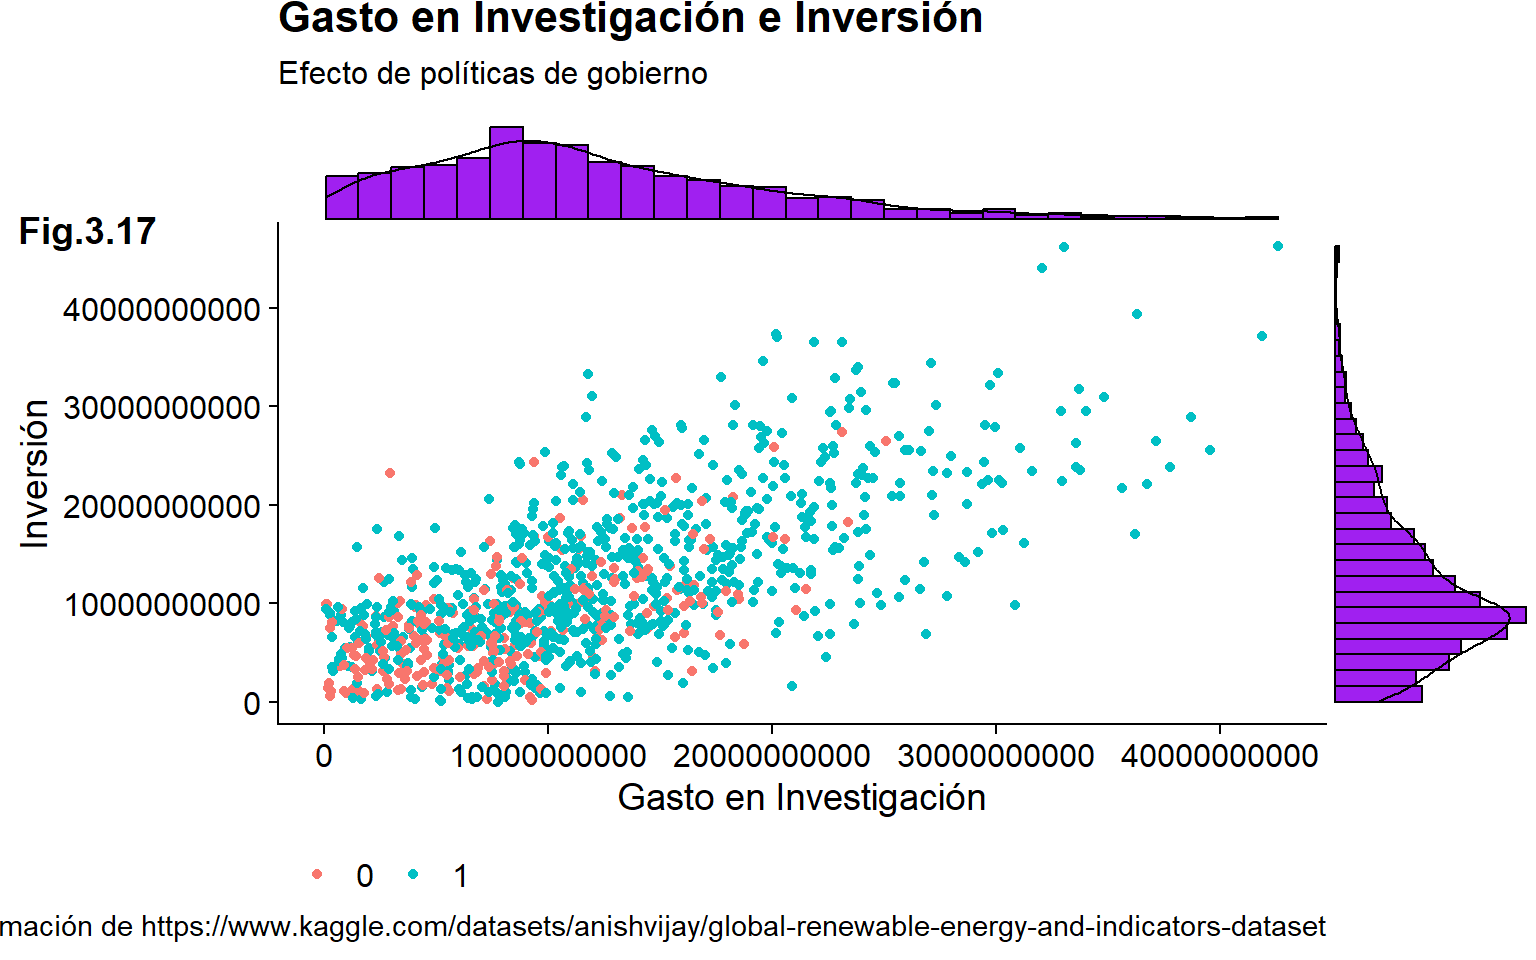 Gasto en Investigación e Inversión
Efecto de políticas de gobierno
Fig.3.17
Inversión
40000000000
30000000000
20000000000
10000000000
0
0 10000000000 20000000000 30000000000 40000000000
Gasto en Investigación
0 1
mación de https://www.kaggle.com/datasets/anishvijay/global-renewable-energy-and-indicators-dataset